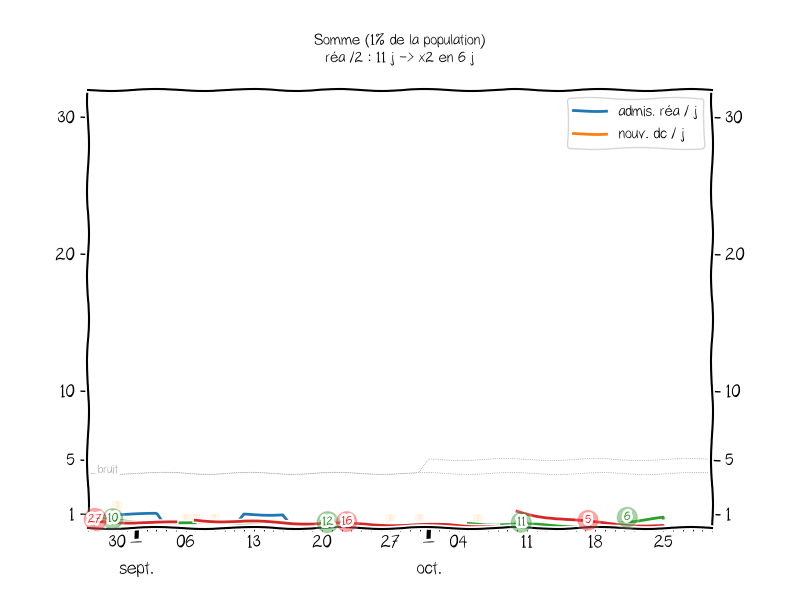 Somme (1% de la population)
réa /2 : 11 j -> x2 en 6 j
admis. réa / j
nouv. dc / j
30
30
20
20
10
10
5
5
bruit
1
1
27 10 12 16 11 5 6
30 06 13 20 27 04 11 18 25
sept. oct.